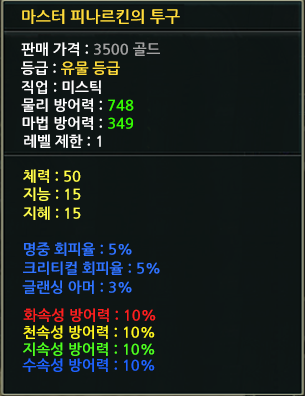 마스터 피나르킨의 투구
판매 가격 : 3500 골드
등급 : 유물 등급
직업 : 미스틱
물리 방어력 : 748
마법 방어력 : 349
레벨 제한 : 1
체력 : 50
지능 : 15
지혜 : 15
명중 회피율 : 5%
크리티컬 회피율 : 5%
글랜싱 아머 : 3%
화속성 방어력 : 10%
천속성 방어력 : 10%
지속성 방어력 : 10%
수속성 방어력 : 10%